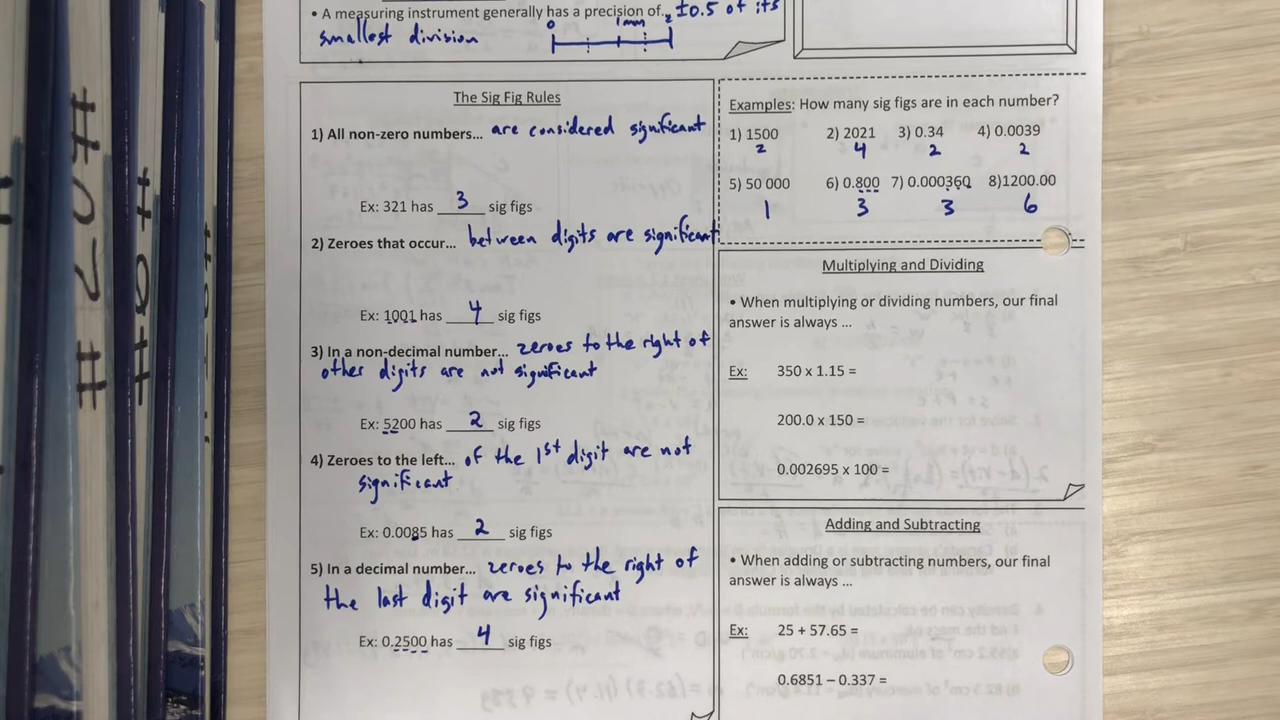 • A measuring instrument generally has a precision of ±0.5 of its
smallest division
0 1mm 2
The Sig Fig Rules
1) All non-zero numbers... are considered significant
Ex: 321 has 3 sig figs
2) Zeroes that occur... between digits are significant
Ex: 1001 has 4 sig figs
3) In a non-decimal number... zeroes to the right of
other digits are not significant
Ex: 5200 has 2 sig figs
4) Zeroes to the left... of the 1st digit are not
significant
Ex: 0.0085 has 2 sig figs
5) In a decimal number... zeroes to the right of
the last digit are significant
Ex: 0.2500 has 4 sig figs
Examples: How many sig figs are in each number?
1) 1500 2) 2021 3) 0.34 4) 0.0039
2 4 2 2
5) 50 000 6) 0.800 7) 0.000360 8)1200.00
1 3 3 6
Multiplying and Dividing
• When multiplying or dividing numbers, our final
answer is always ...
Ex: 350 x 1.15 =
200.0 x 150 =
0.002695 x 100 =
Adding and Subtracting
• When adding or subtracting numbers, our final
answer is always ...
Ex: 25 + 57.65 =
0.6851 – 0.337 =
# 20
#